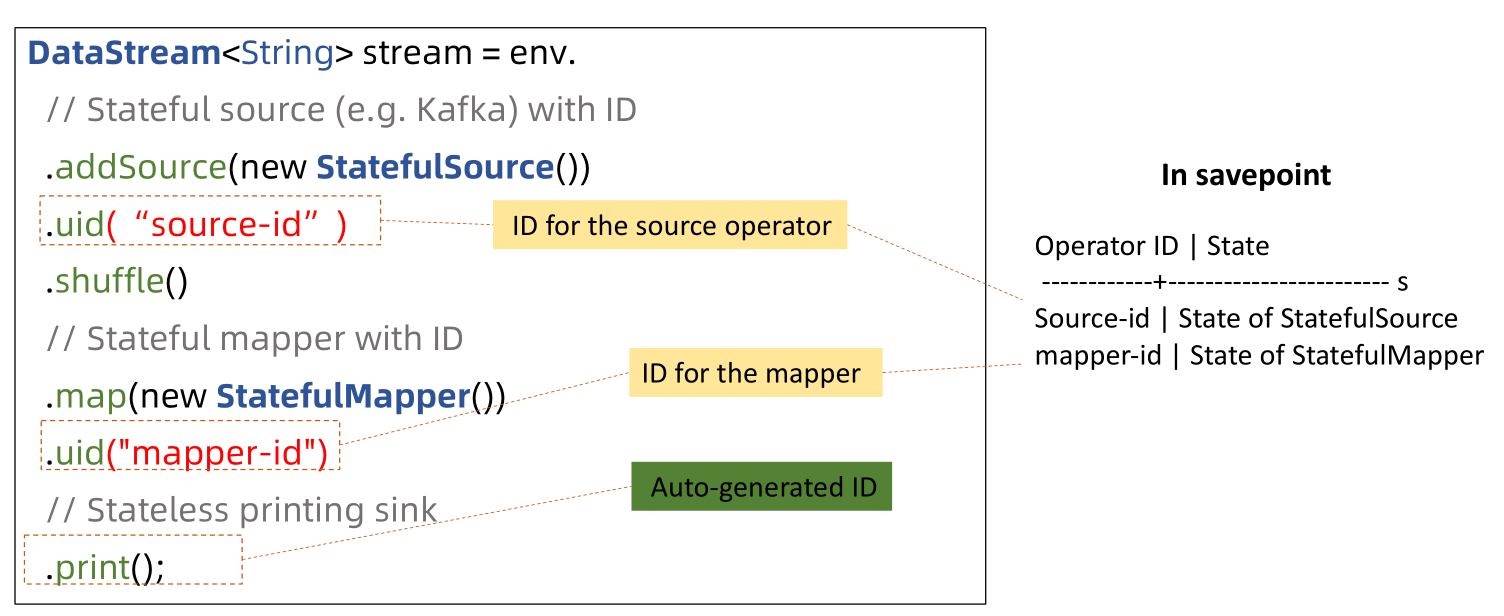 DataStream<String> stream = env.
// Stateful source (e.g. Kafka) with ID
.addSource(new StatefulSource())
.uid( “source-id” )
ID for the source operator
.shuffle()
// Stateful mapper with ID
ID for the mapper
.map(new StatefulMapper())
.uid("mapper-id")
Auto-generated ID
// Stateless printing sink
.print();
In savepoint
Operator ID | State
------------+------------------------ s
Source-id | State of StatefulSource
mapper-id | State of StatefulMapper